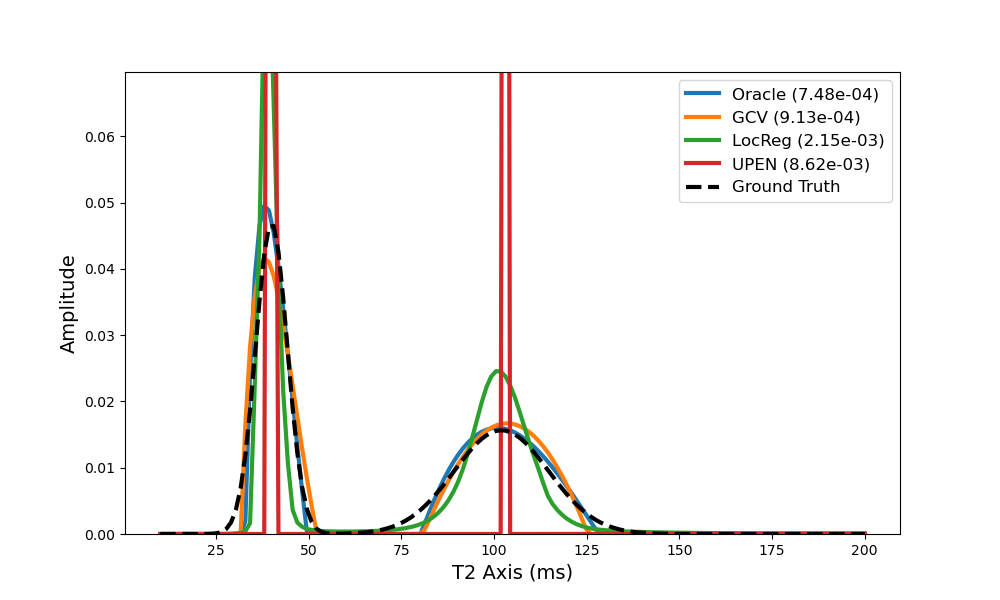 Oracle (7.48e-04)
GCV (9.13e-04)
LocReg (2.15e-03)
UPEN (8.62e-03)
Ground Truth
Amplitude
0.06
0.05
0.04
0.03
0.02
0.01
0.00
25 50 75 100 125 150 175 200
T2 Axis (ms)